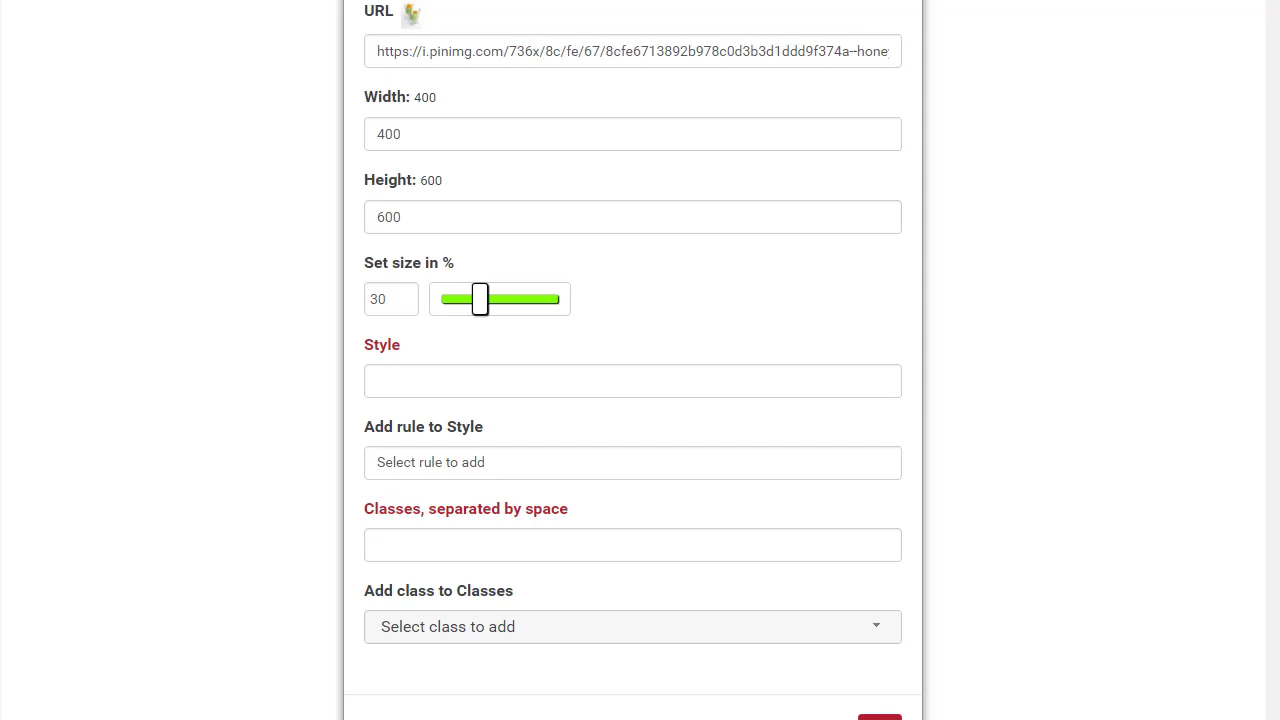 URL
https://i.pinimg.com/736x/8c/fe/67/8cfe6713892b978c0d3b3d1ddd9f374a--hone
Width: 400
400
Height: 600
600
Set size in %
30
Style
Add rule to Style
Select rule to add
Classes, separated by space
Add class to Classes
Select class to add